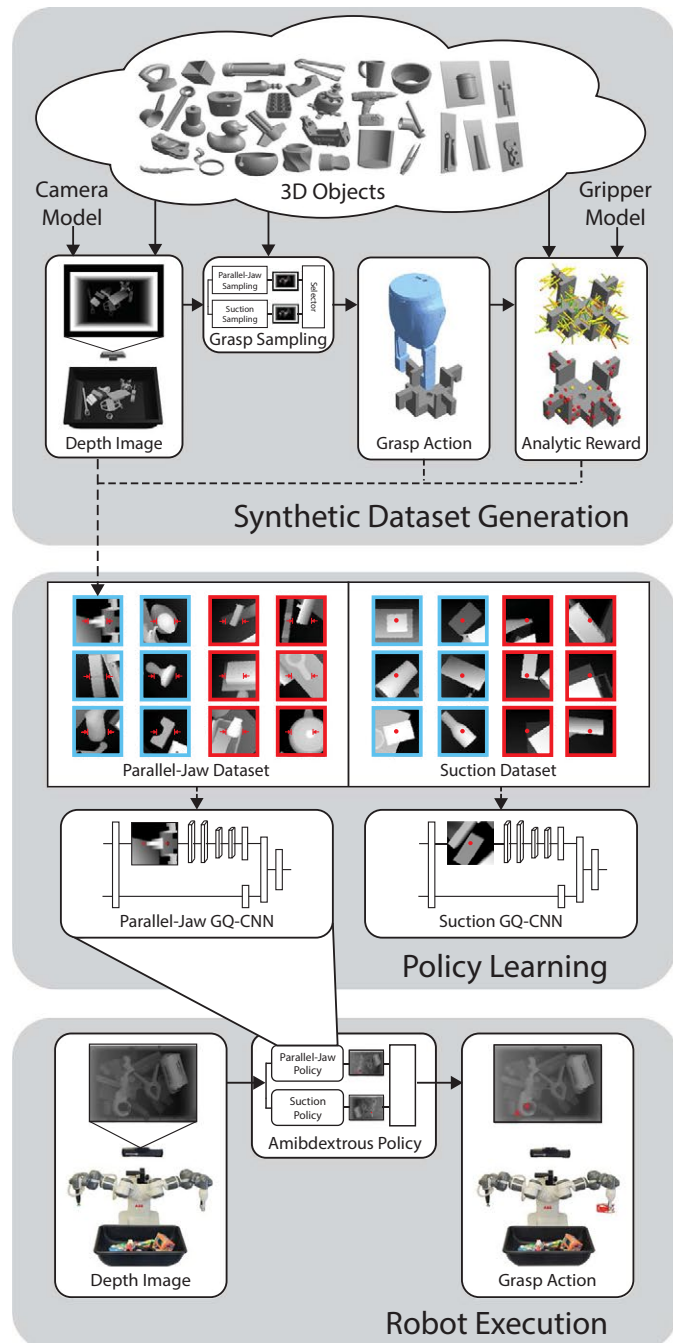 3D Objects
Camera
Model
Gripper
Model
Parallel-Jaw
Sampling
Suction
Sampling
Selector
Depth Image
Grasp Sampling
Grasp Action
Analytic Reward
Synthetic Dataset Generation
Parallel-Jaw Dataset
Suction Dataset
Parallel-Jaw GQ-CNN
Suction GQ-CNN
Policy Learning
Parallel-Jaw
Policy
Suction
Policy
Amibdextrous Policy
ABB
ABB
Depth Image
Grasp Action
Robot Execution